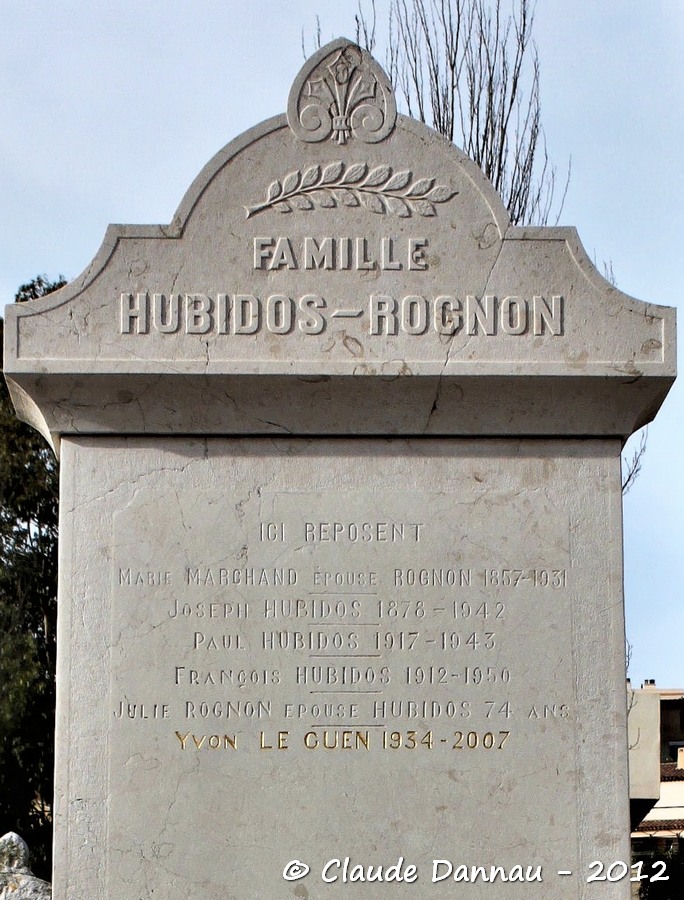 FAMILLE
HUBIDOS-ROGNON
ICI REPOSENT
MARIE MARCHAND ÉPOUSE ROGNON 1857-1931
JOSEPH HUBIDOS 1878-1942
PAUL HUBIDOS 1917-1943
FRANÇOIS HUBIDOS 1912-1950
JULIE ROGNON EPOUSE HUBIDOS 74 ANS
YVON LE GUEN 1934-2007
© Claude Dannau - 2012